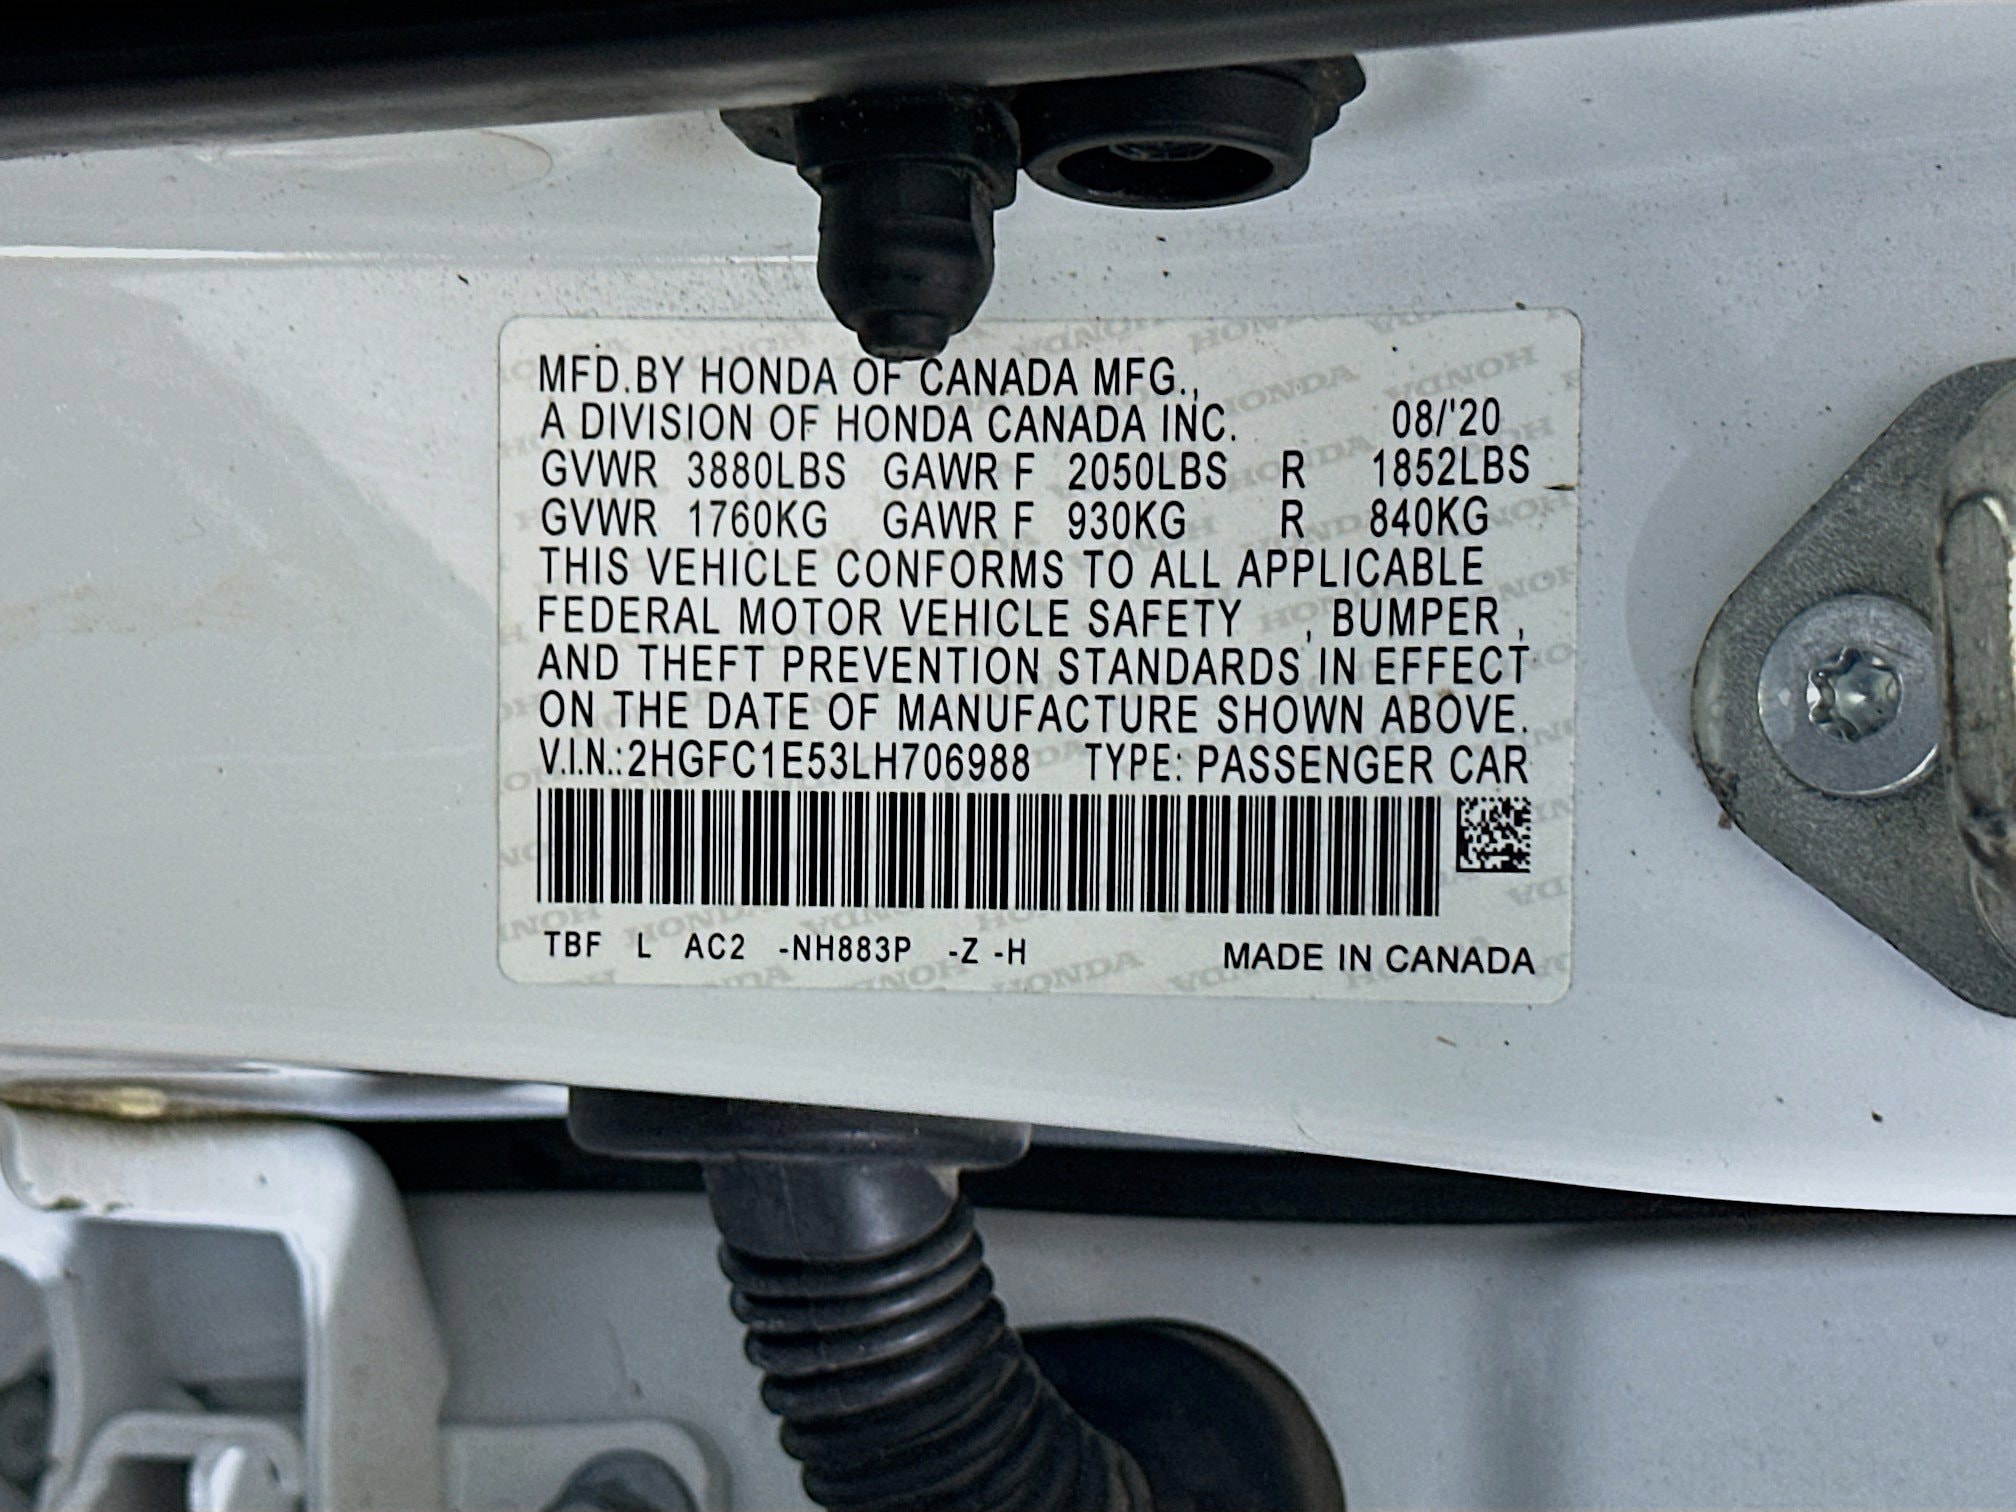 MFD.BY HONDA OF CANADA MFG.,
A DIVISION OF HONDA CANADA INC. 08/'20
GVWR 3880LBS GAWR F 2050LBS R 1852LBS
GVWR 1760KG GAWR F 930KG R 840KG
THIS VEHICLE CONFORMS TO ALL APPLICABLE
FEDERAL MOTOR VEHICLE SAFETY , BUMPER ,
AND THEFT PREVENTION STANDARDS IN EFFECT
ON THE DATE OF MANUFACTURE SHOWN ABOVE.
V.I.N.:2HGFC1E53LH706988 TYPE: PASSENGER CAR
TBF L AC2 -NH883P -Z -H MADE IN CANADA